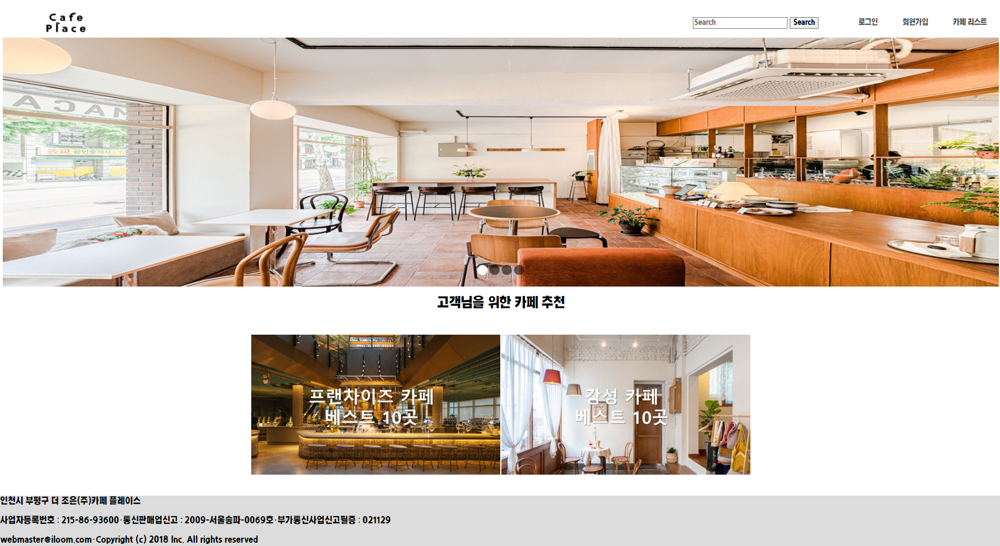 Cafe
Place
Search
Search
로그인
회원가입
카페 리스트
MACA
고객님을 위한 카페 추천
프랜차이즈 카페
베스트 10곳
감성 카페
베스트 10곳
인천시 부평구 더 조은(주)카페 플레이스
사업자등록번호 : 215-86-93600·통신판매업신고 : 2009-서울송파-0069호·부가통신사업신고필증 : 021129
webmaster@iloom.com·Copyright (c) 2018 Inc. All rights reserved